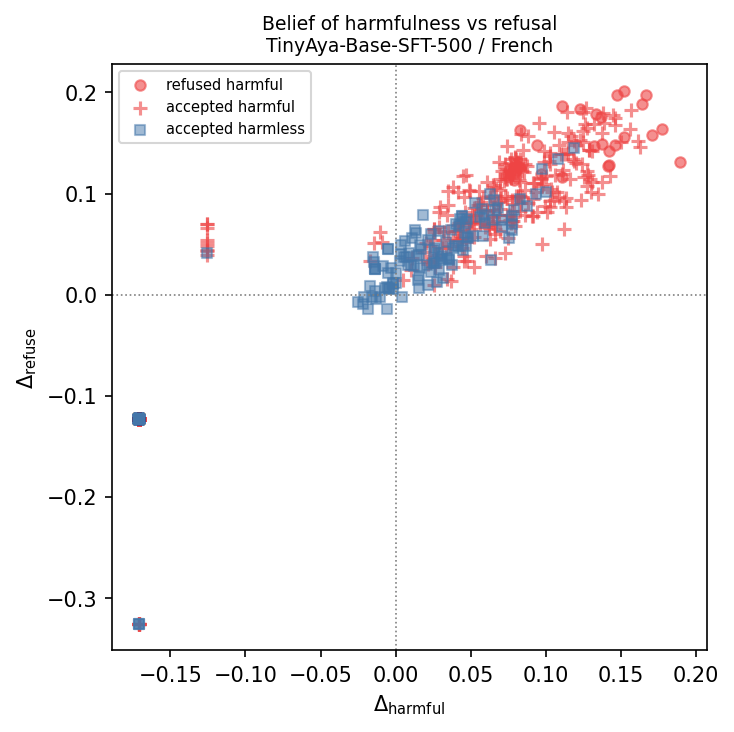 Belief of harmfulness vs refusal
TinyAya-Base-SFT-500 / French
refused harmful
accepted harmful
accepted harmless
Δrefuse
0.2
0.1
0.0
−0.1
−0.2
−0.3
−0.15
−0.10
−0.05
0.00
0.05
0.10
0.15
0.20
Δharmful